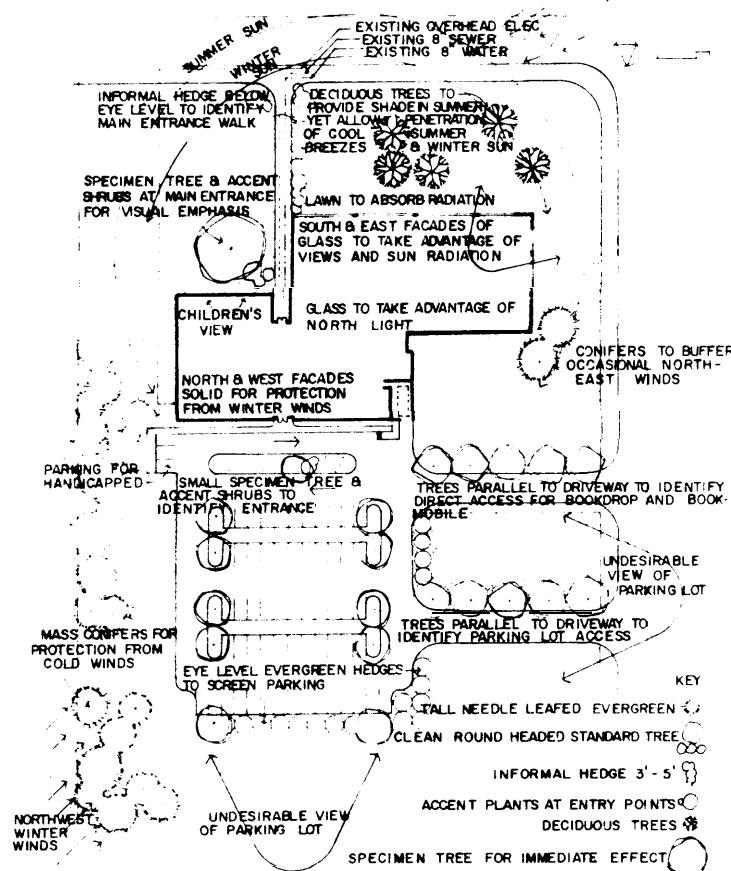 SUMMER SUN
WINTER
SUN
EXISTING OVERHEAD ELEC
EXISTING 8" SEWER
EXISTING 8" WATER
INFORMAL HEDGE BELOW
EYE LEVEL TO IDENTIFY
MAIN ENTRANCE WALK
DECIDUOUS TREES TO
PROVIDE SHADE IN SUMMER
YET ALLOW PENETRATION
OF COOL SUMMER
BREEZES & WINTER SUN
SPECIMEN TREE & ACCENT
SHRUBS AT MAIN ENTRANCE
FOR VISUAL EMPHASIS
LAWN TO ABSORB RADIATION
SOUTH & EAST FACADES OF
GLASS TO TAKE ADVANTAGE OF
VIEWS AND SUN RADIATION
CHILDREN'S
VIEW
GLASS TO TAKE ADVANTAGE OF
NORTH LIGHT
CONIFERS TO BUFFER
OCCASIONAL NORTH-
EAST WINDS
NORTH & WEST FACADES
SOLID FOR PROTECTION
FROM WINTER WINDS
PARKING FOR
HANDICAPPED
SMALL SPECIMEN TREE &
ACCENT SHRUBS TO
IDENTIFY ENTRANCE
TREES PARALLEL TO DRIVEWAY TO IDENTIFY
DIRECT ACCESS FOR BOOKDROP AND BOOK-
MOBILE
UNDESIRABLE
VIEW OF
PARKING LOT
MASS CONIFERS FOR
PROTECTION FROM
COLD WINDS
TREES PARALLEL TO DRIVEWAY TO
IDENTIFY PARKING LOT ACCESS
EYE LEVEL EVERGREEN HEDGES
TO SCREEN PARKING
KEY
TALL NEEDLE LEAFED EVERGREEN
CLEAN ROUND HEADED STANDARD TREE
INFORMAL HEDGE 3'-5'
ACCENT PLANTS AT ENTRY POINTS
DECIDUOUS TREES
SPECIMEN TREE FOR IMMEDIATE EFFECT
NORTHWEST
WINTER
WINDS
UNDESIRABLE VIEW
OF PARKING LOT